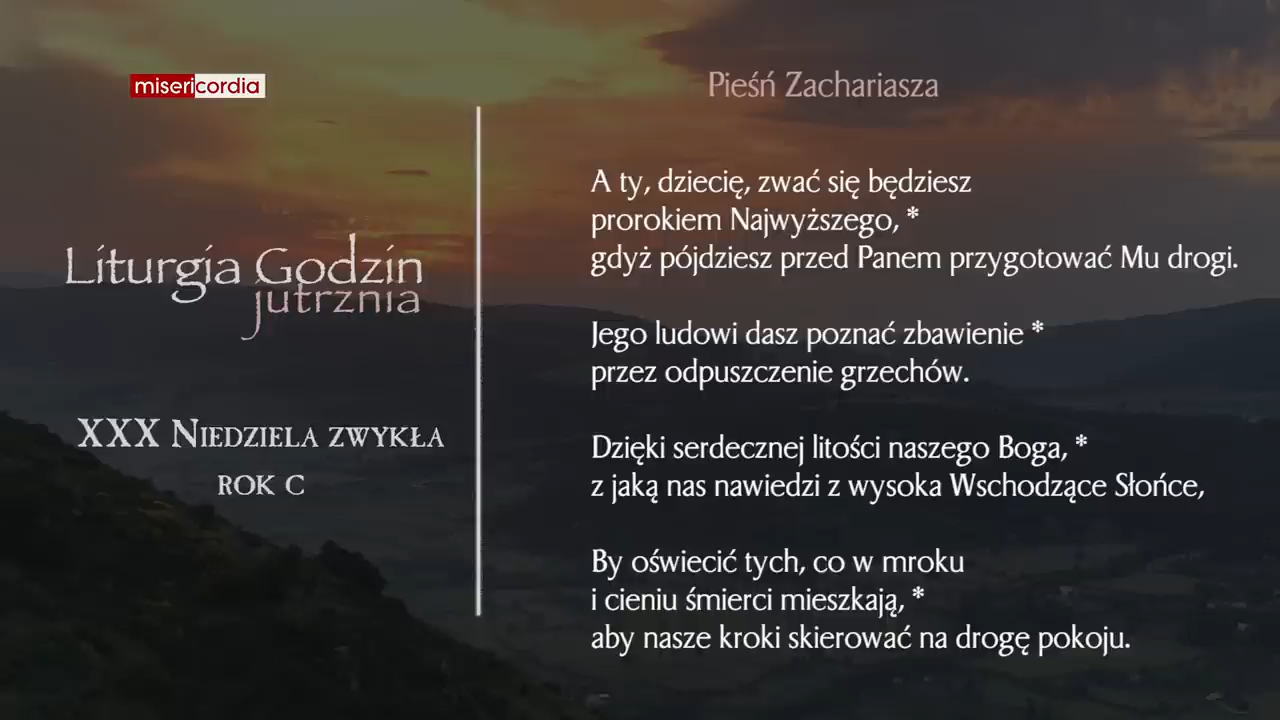 misericordia
Liturgia Godzin
jutrznia
XXX Niedziela zwykła
rok C
Pieśń Zachariasza
A ty, dziecię, zwać się będziesz
prorokiem Najwyższego, *
gdyż pójdziesz przed Panem przygotować Mu drogi.
Jego ludowi dasz poznać zbawienie *
przez odpuszczenie grzechów.
Dzięki serdecznej litości naszego Boga, *
z jaką nas nawiedzi z wysoka Wschodzące Słońce,
By oświecić tych, co w mroku
i cieniu śmierci mieszkają, *
aby nasze kroki skierować na drogę pokoju.